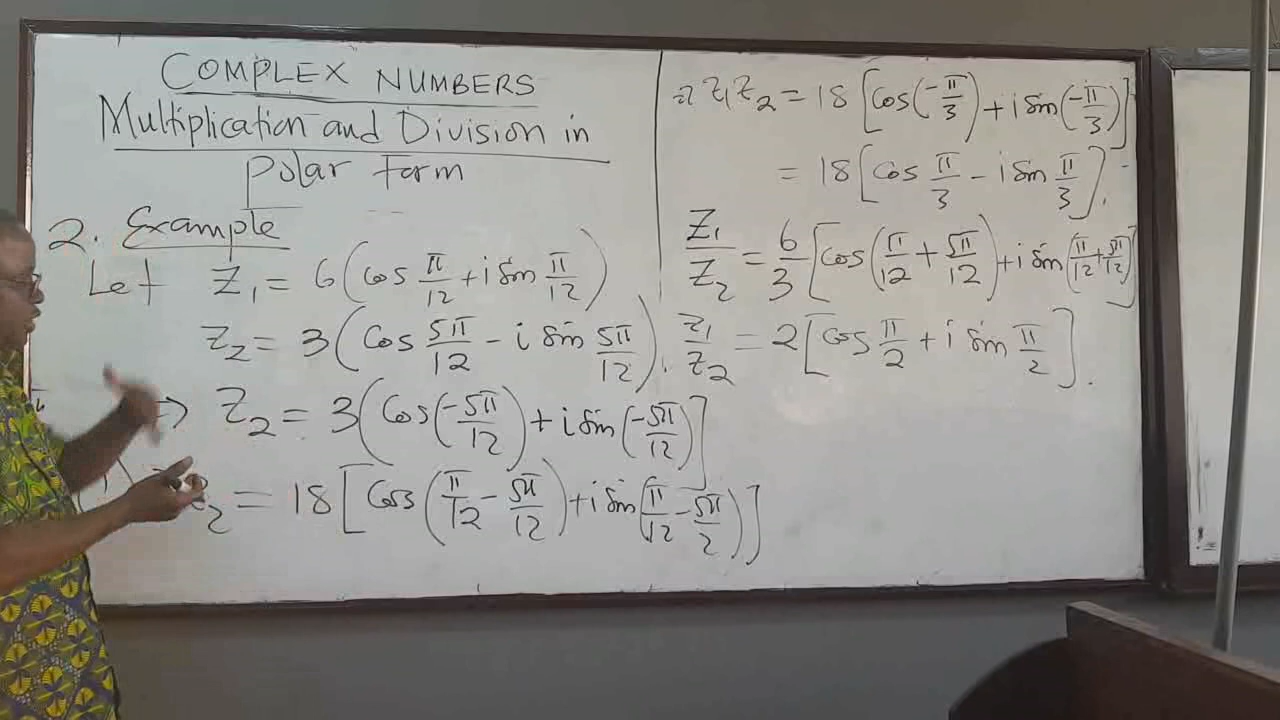 COMPLEX NUMBERS
Multiplication and Division in
Polar Form
2. Example
Let Z₁ = 6(cos π/12 + i sin π/12)
Z₂ = 3(cos 5π/12 - i sin 5π/12).
⇒ Z₂ = 3(cos(-5π/12) + i sin(-5π/12)]
Z₂ = 18[cos(π/12 - 5π/12) + i sin(π/12 - 5π/2)]
⇒ Z₁Z₂ = 18[cos(-π/3) + i sin(-π/3)]
= 18[cos π/3 - i sin π/3].
Z₁/Z₂ = 6/3[cos(π/12 + 5π/12) + i sin(π/12 + 5π/12)]
Z₁/Z₂ = 2[cos π/2 + i sin π/2].